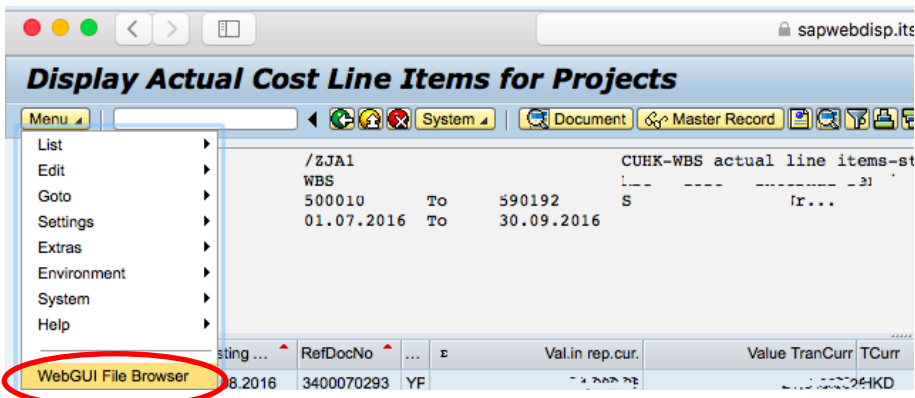 sapwebdisp.its
Display Actual Cost Line Items for Projects
Menu System Document Master Record
List
Edit
Goto
Settings
Extras
Environment
System
Help
WebGUI File Browser
/ZJA1 CUHK-WBS actual line items-st
WBS
500010 To 590192 S r...
01.07.2016 To 30.09.2016
sting ... RefDocNo ... Σ Val.in rep.cur. Value TranCurr TCurr
08.2016 3400070293 YF HKD